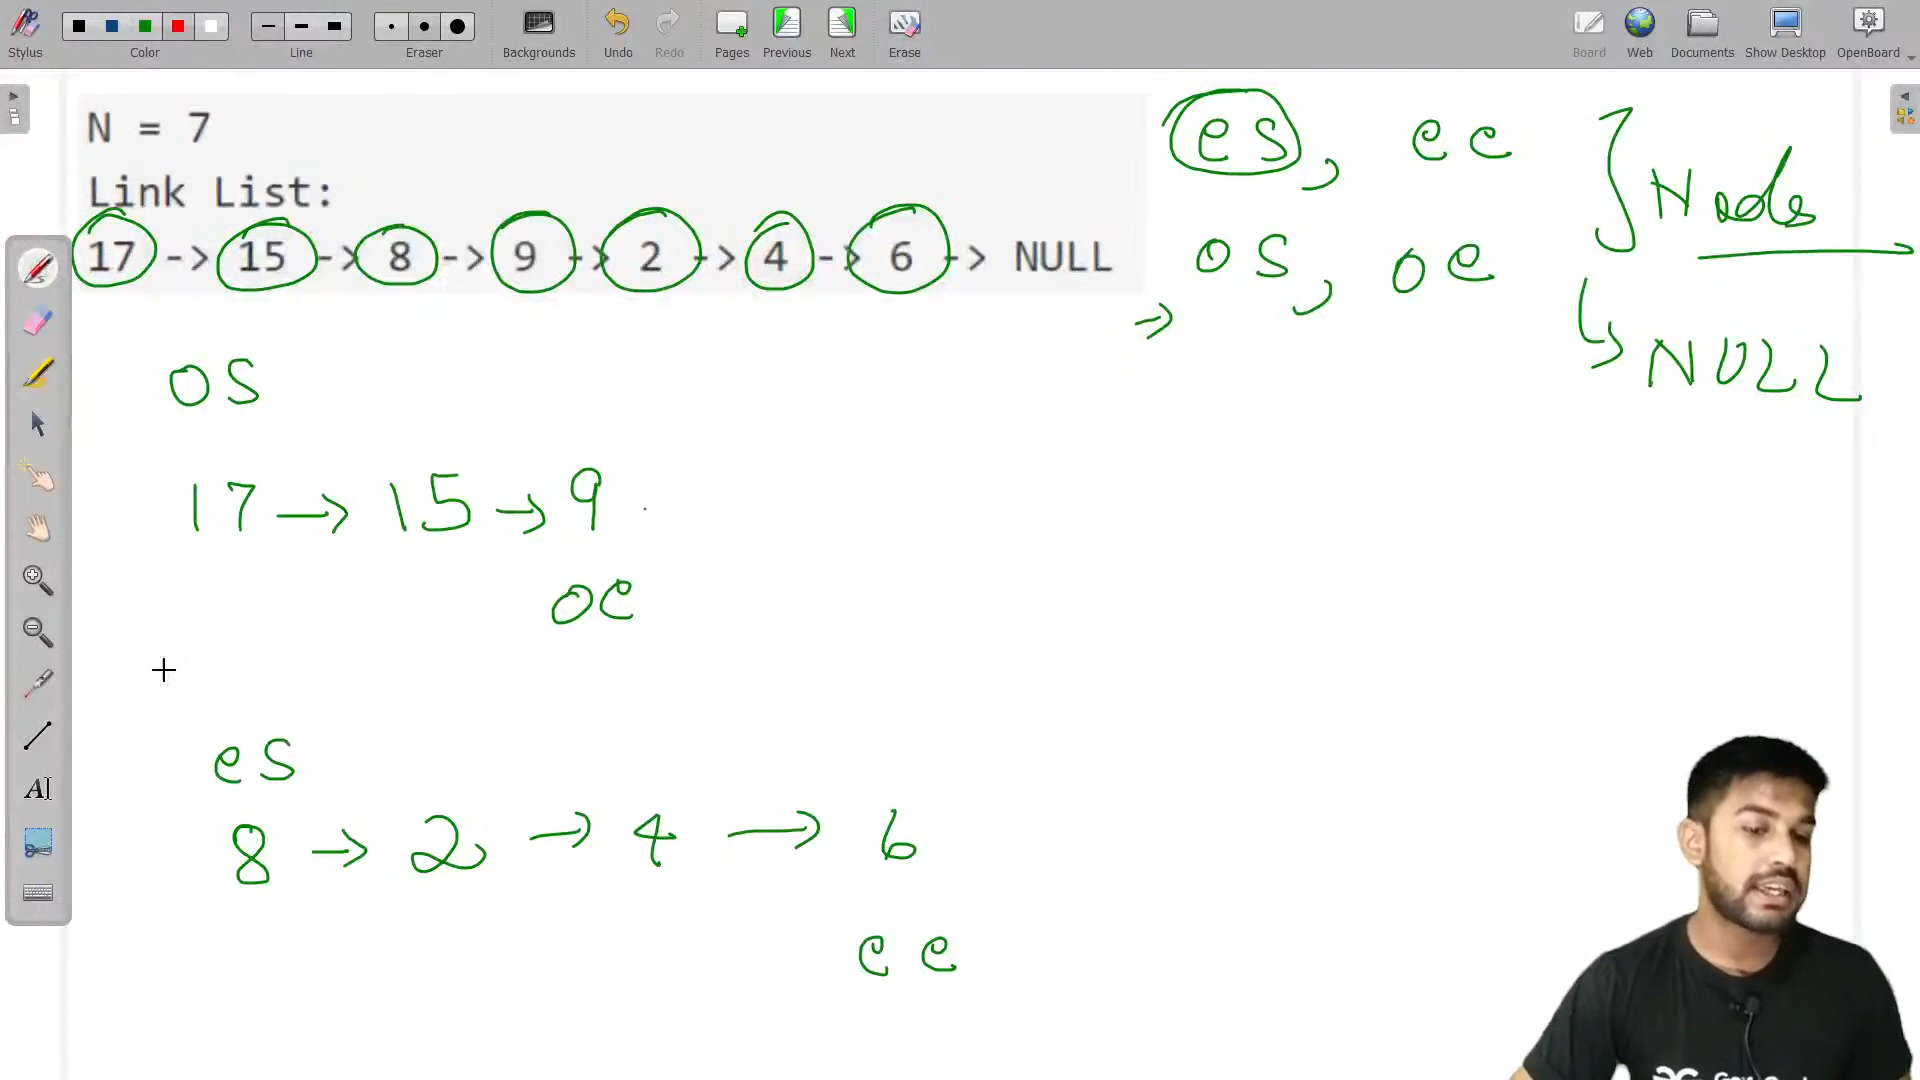 Stylus
Color
Line
Eraser
Backgrounds
Undo
Redo
Pages
Previous
Next
Erase
Board
Web
Documents
Show Desktop
OpenBoard
N = 7
Link List:
17 -> 15 -> 8 -> 9 -> 2 -> 4 -> 6 -> NULL
es, ee
os, oe
} Nodes
↳ NULL
os
17 → 15 → 9
oe
es
8 → 2 → 4 → 6
ee
AI